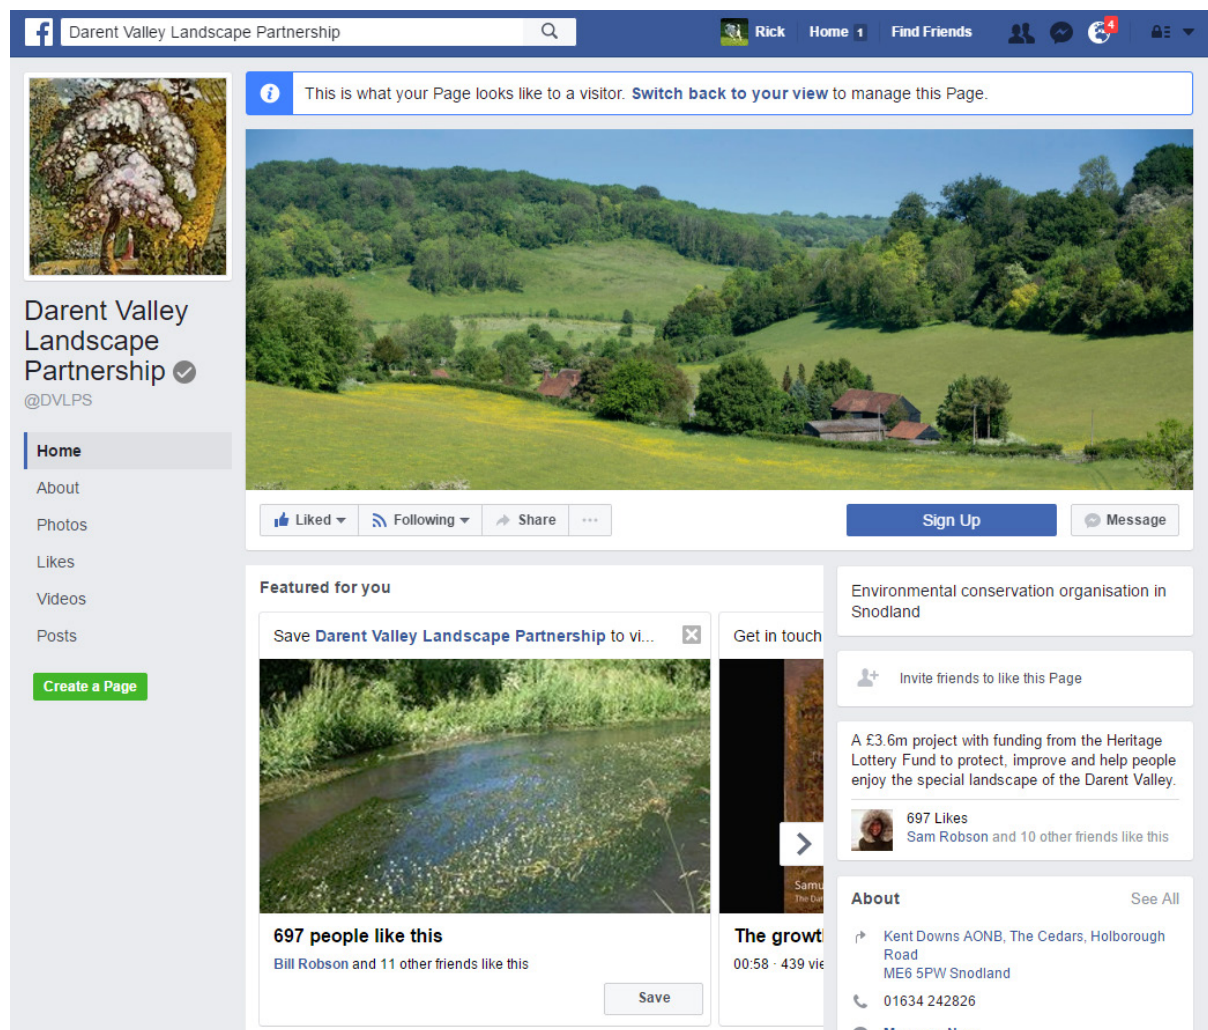 Darent Valley Landscape Partnership
Rick
Home 1
Find Friends
4
This is what your Page looks like to a visitor. Switch back to your view to manage this Page.
Darent Valley
Landscape
Partnership
@DVLPS
Home
About
Photos
Likes
Videos
Posts
Create a Page
Liked
Following
Share
Sign Up
Message
Featured for you
Save Darent Valley Landscape Partnership to vi...
697 people like this
Bill Robson and 11 other friends like this
Save
Get in touch
Samu
The Dar
The growt
00:58 · 439 vie
Environmental conservation organisation in
Snodland
Invite friends to like this Page
A £3.6m project with funding from the Heritage
Lottery Fund to protect, improve and help people
enjoy the special landscape of the Darent Valley.
697 Likes
Sam Robson and 10 other friends like this
About
See All
Kent Downs AONB, The Cedars, Holborough
Road
ME6 5PW Snodland
01634 242826